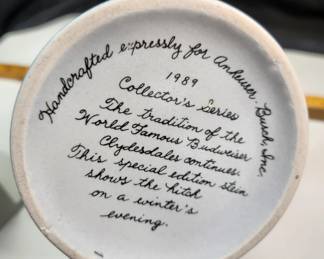 Handcrafted expressly for Anheuser-Busch, Inc.
1989
Collector's Series
The tradition of the
World Famous Budweiser
Clydesdales continues.
This special edition stein
shows the hitch
on a winter's
evening.